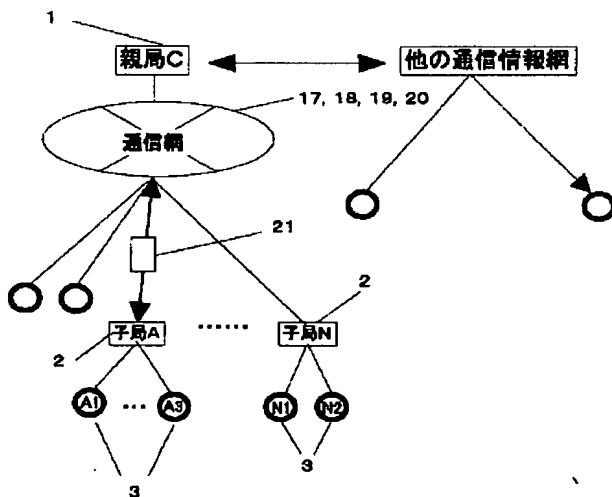 1
親局C
他の通信情報網
17, 18, 19, 20
通信網
21
2
子局A
......
子局N
2
A1
...
A3
N1
N2
3
3